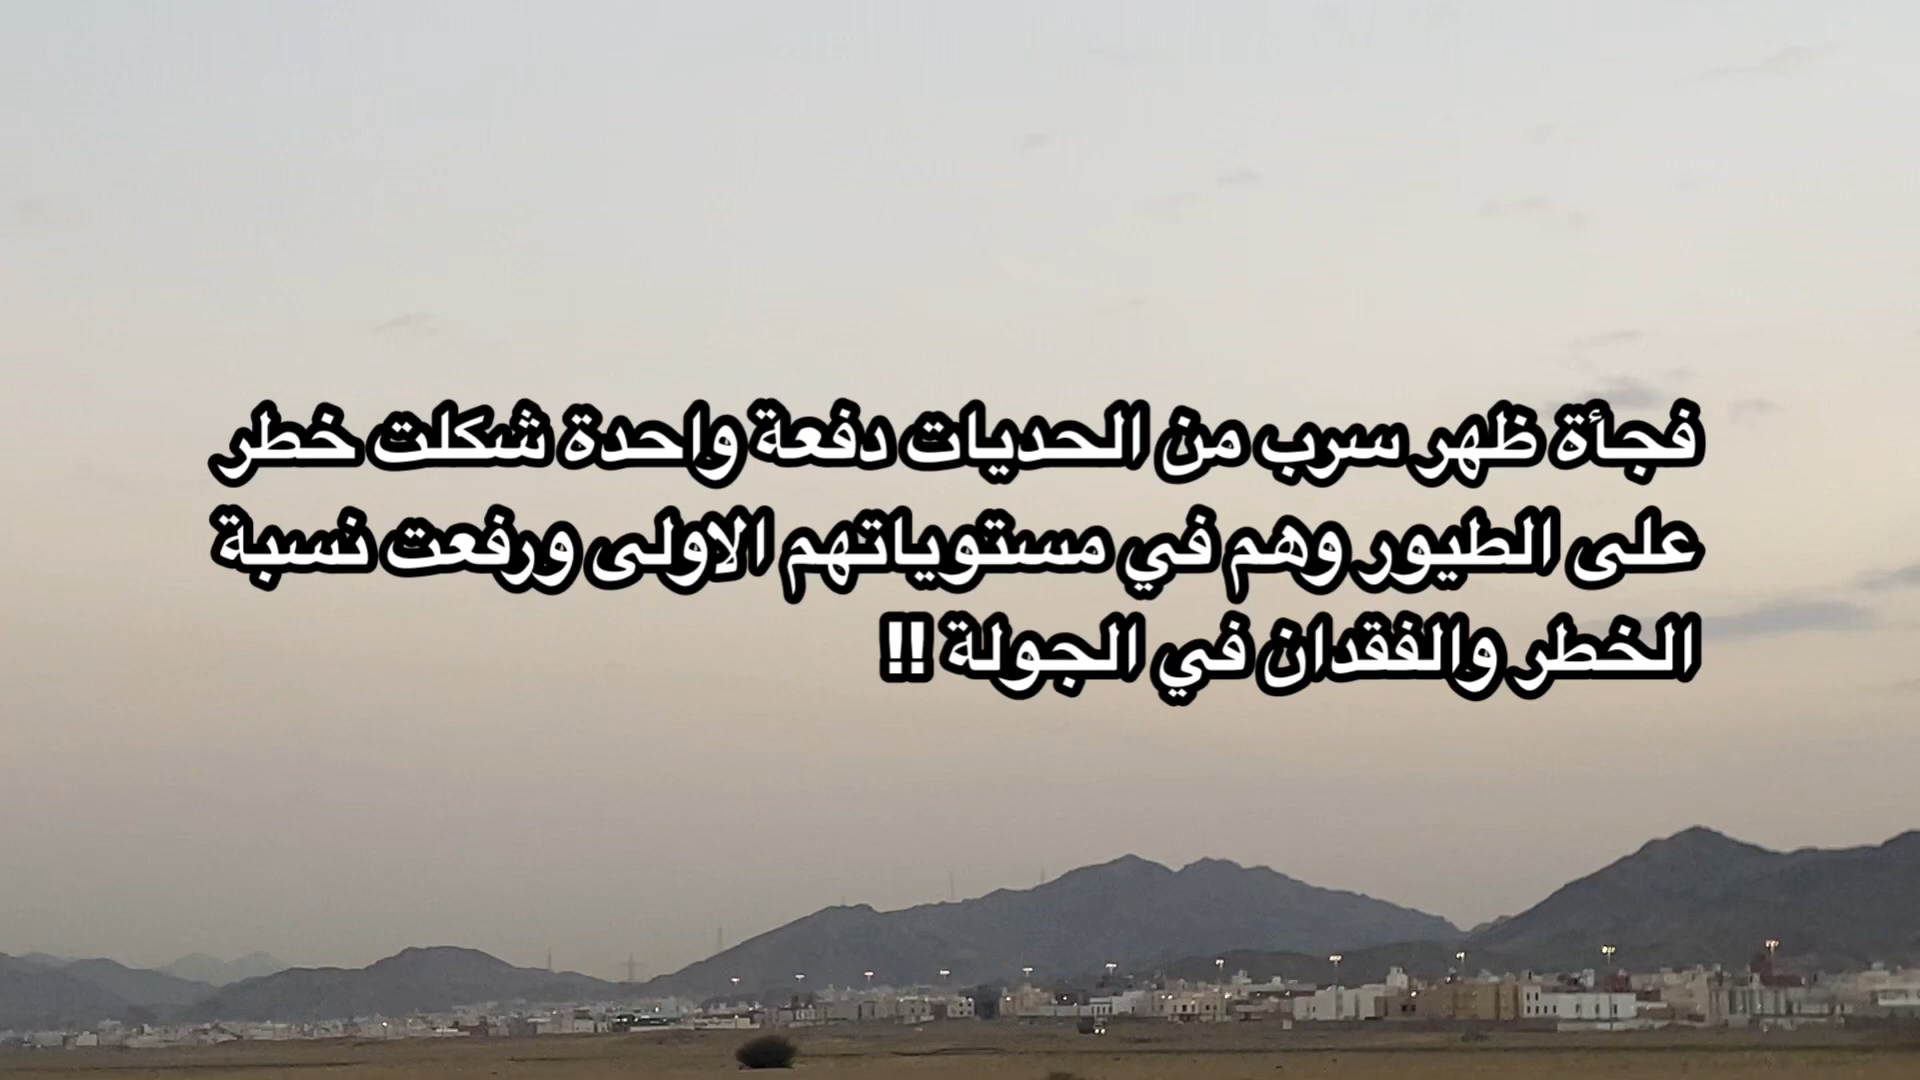 فجأة ظهر سرب من الحديات دفعة واحدة شكلت خطر
على الطيور وهم في مستوياتهم الاولى ورفعت نسبة
الخطر والفقدان في الجولة !!